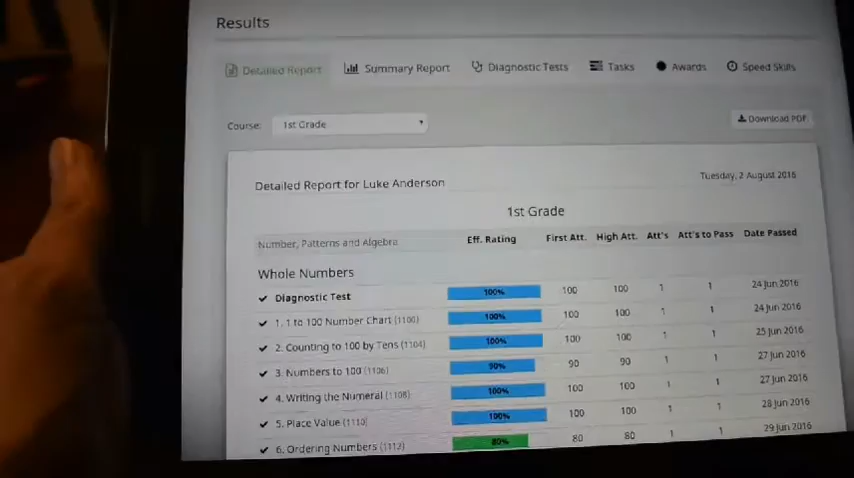 Results
Detailed Report Summary Report Diagnostic Tests Tasks Awards Speed Skills
Course: 1st Grade Download PDF
Detailed Report for Luke Anderson Tuesday, 2 August 2016
1st Grade
Number, Patterns and Algebra Eff. Rating First Att. High Att. Att's Att's to Pass Date Passed
Whole Numbers
Diagnostic Test 100% 100 100 1 1 24 Jun 2016
1. 1 to 100 Number Chart (1100) 100% 100 100 1 1 24 Jun 2016
2. Counting to 100 by Tens (1104) 100% 100 100 1 1 25 Jun 2016
3. Numbers to 100 (1106) 90% 90 90 1 1 27 Jun 2016
4. Writing the Numeral (1108) 100% 100 100 1 1 27 Jun 2016
5. Place Value (1110) 100% 100 100 1 1 28 Jun 2016
6. Ordering Numbers (1112) 80% 80 80 1 1 29 Jun 2016